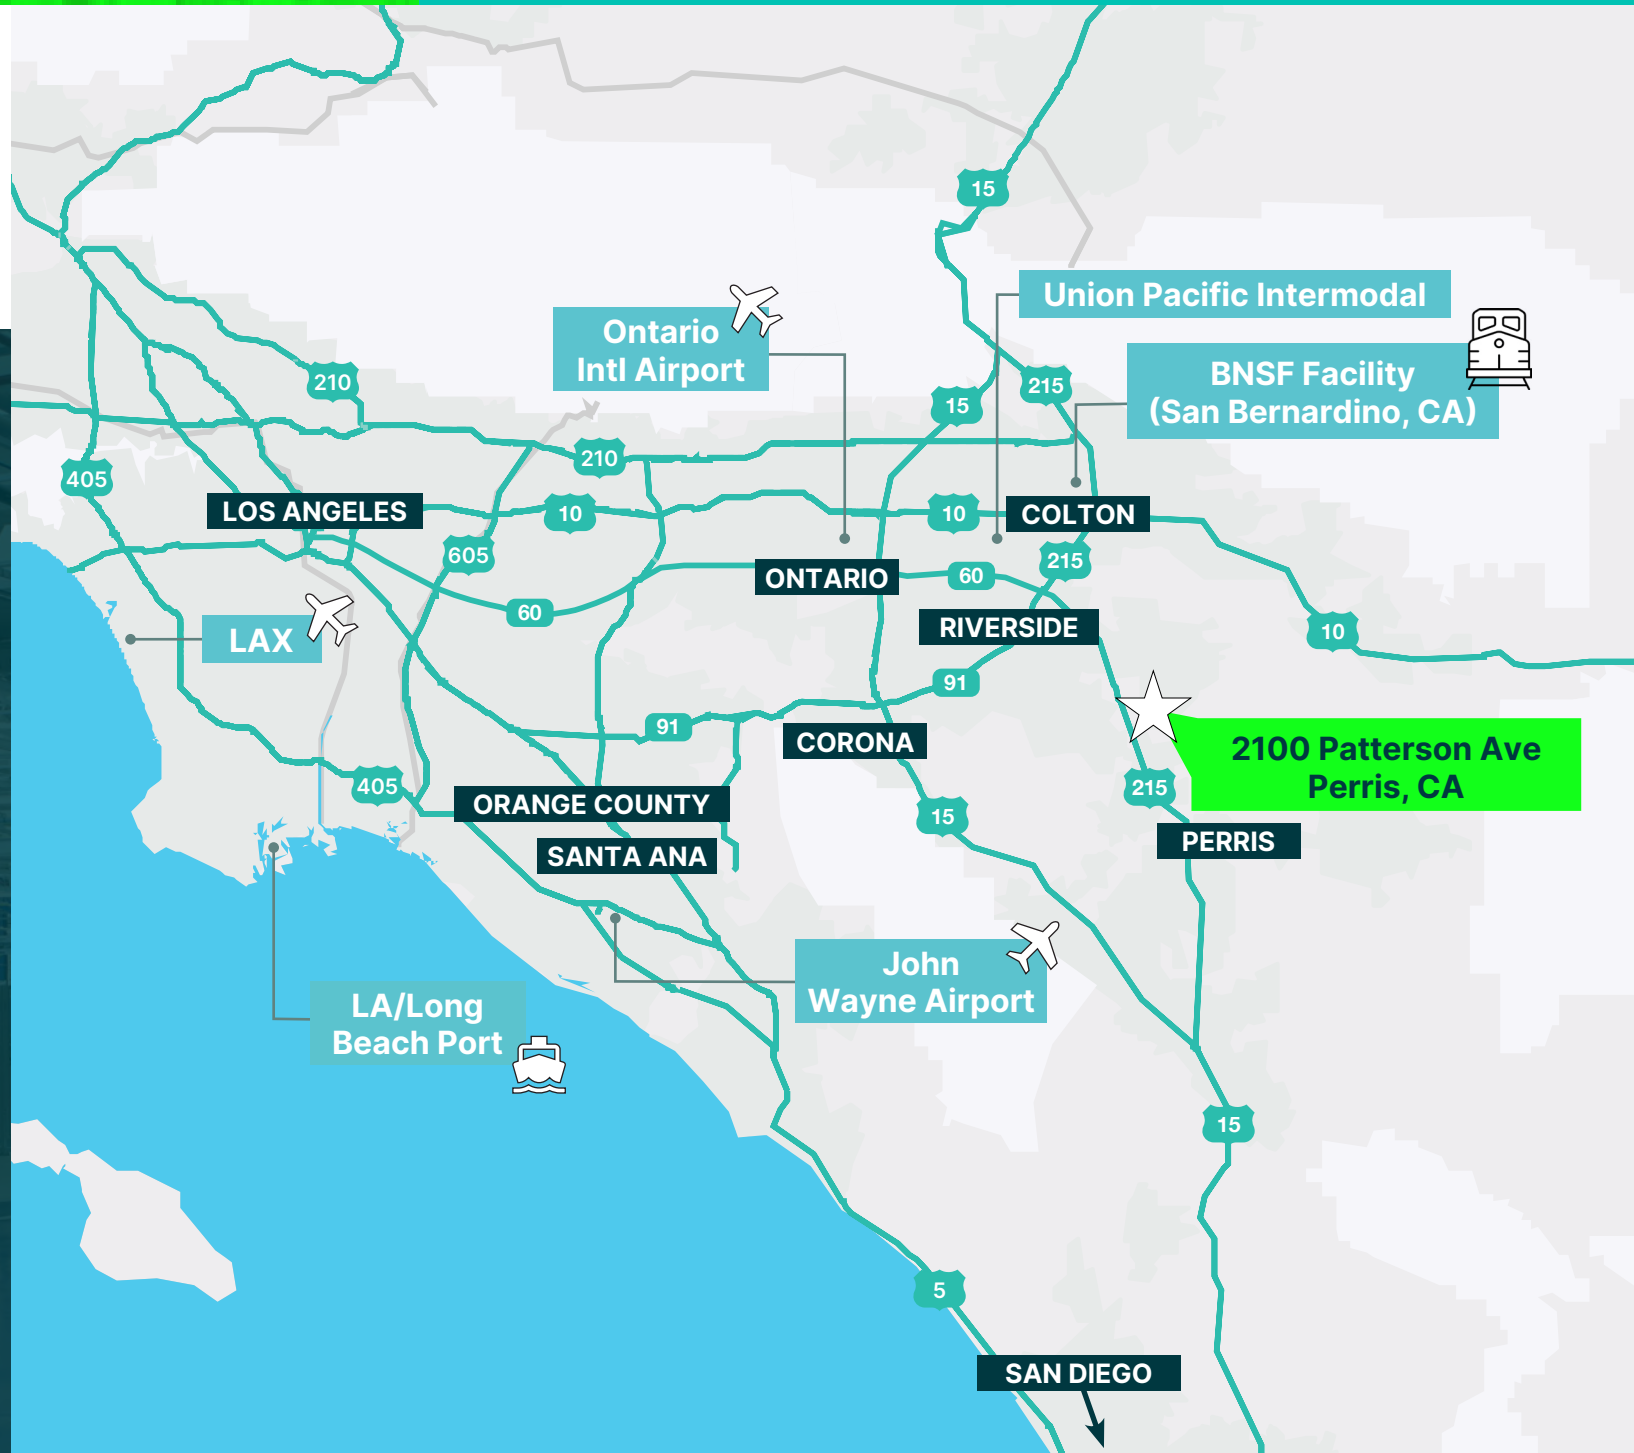 15
Union Pacific Intermodal
Ontario
Intl Airport
BNSF Facility
(San Bernardino, CA)
210
215
15
210
405
LOS ANGELES
10
10
COLTON
605
215
ONTARIO
60
60
RIVERSIDE
10
LAX
91
91
CORONA
2100 Patterson Ave
Perris, CA
405
215
ORANGE COUNTY
15
PERRIS
SANTA ANA
John
Wayne Airport
LA/Long
Beach Port
15
5
SAN DIEGO